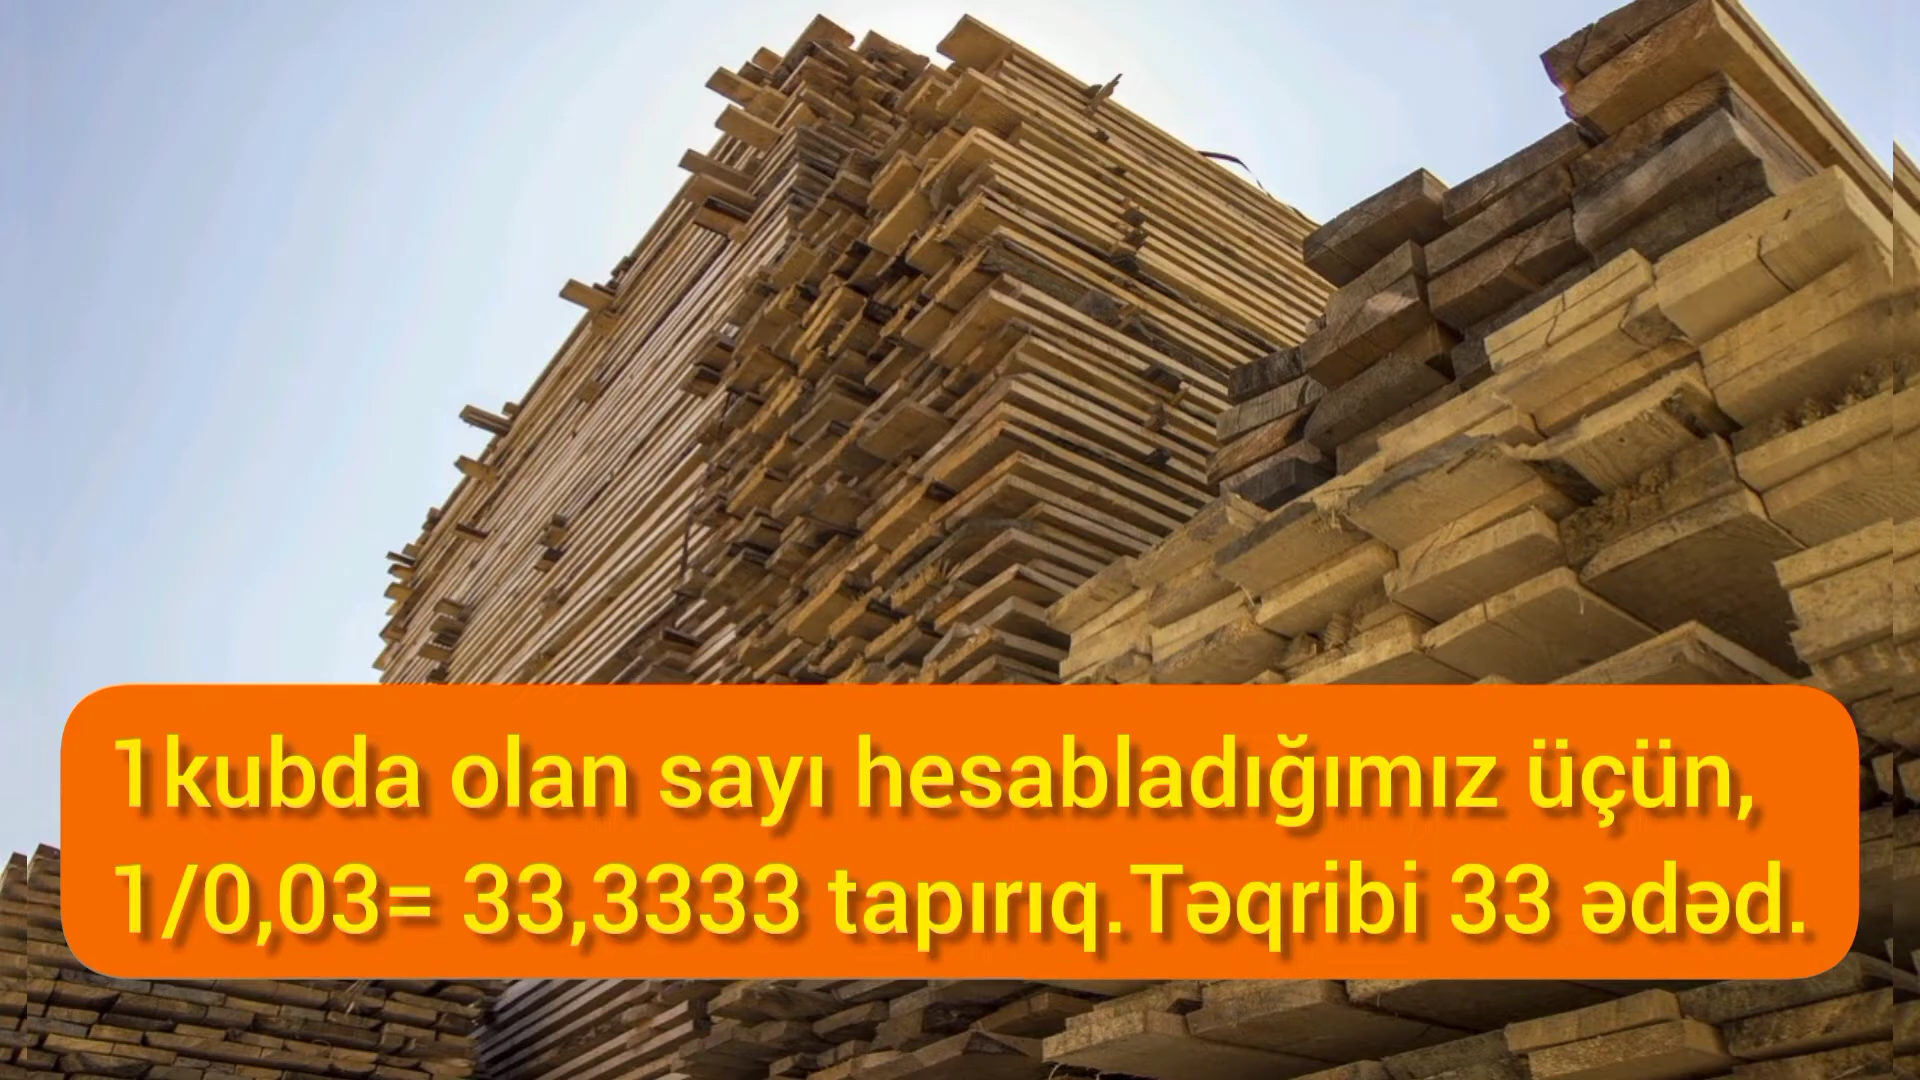 1kubda olan sayı hesabladığımız üçün,
1/0,03= 33,3333 tapırıq.Təqribi 33 ədəd.